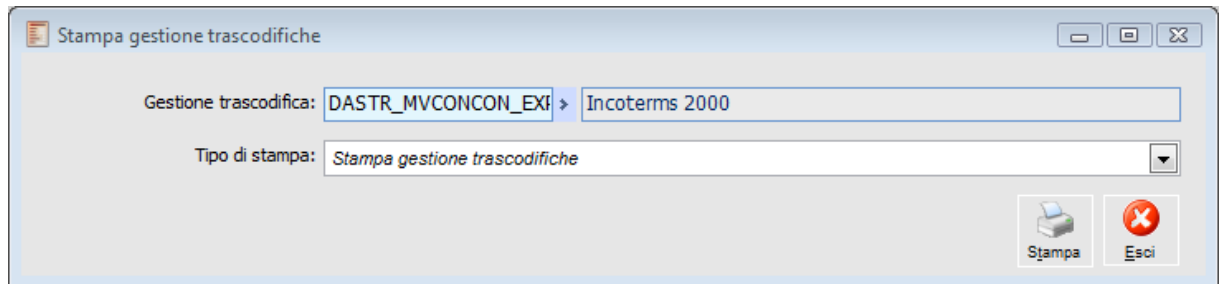 Stampa gestione trascodifiche
Gestione trascodifica: DASTR_MVCONCON_EXI Incoterms 2000
Tipo di stampa: Stampa gestione trascodifiche
Stampa Esci